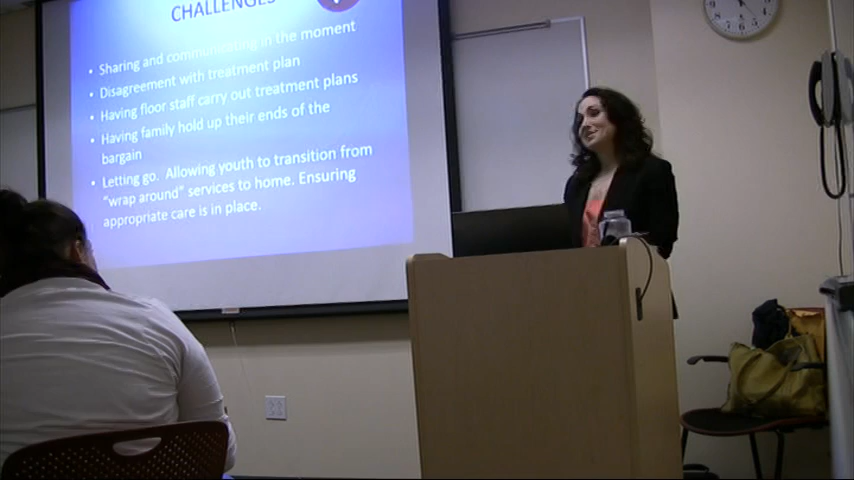 CHALLENGES
• Sharing and communicating in the moment
• Disagreement with treatment plan
• Having floor staff carry out treatment plans
• Having family hold up their ends of the
bargain
• Letting go. Allowing youth to transition from
"wrap around" services to home. Ensuring
appropriate care is in place.